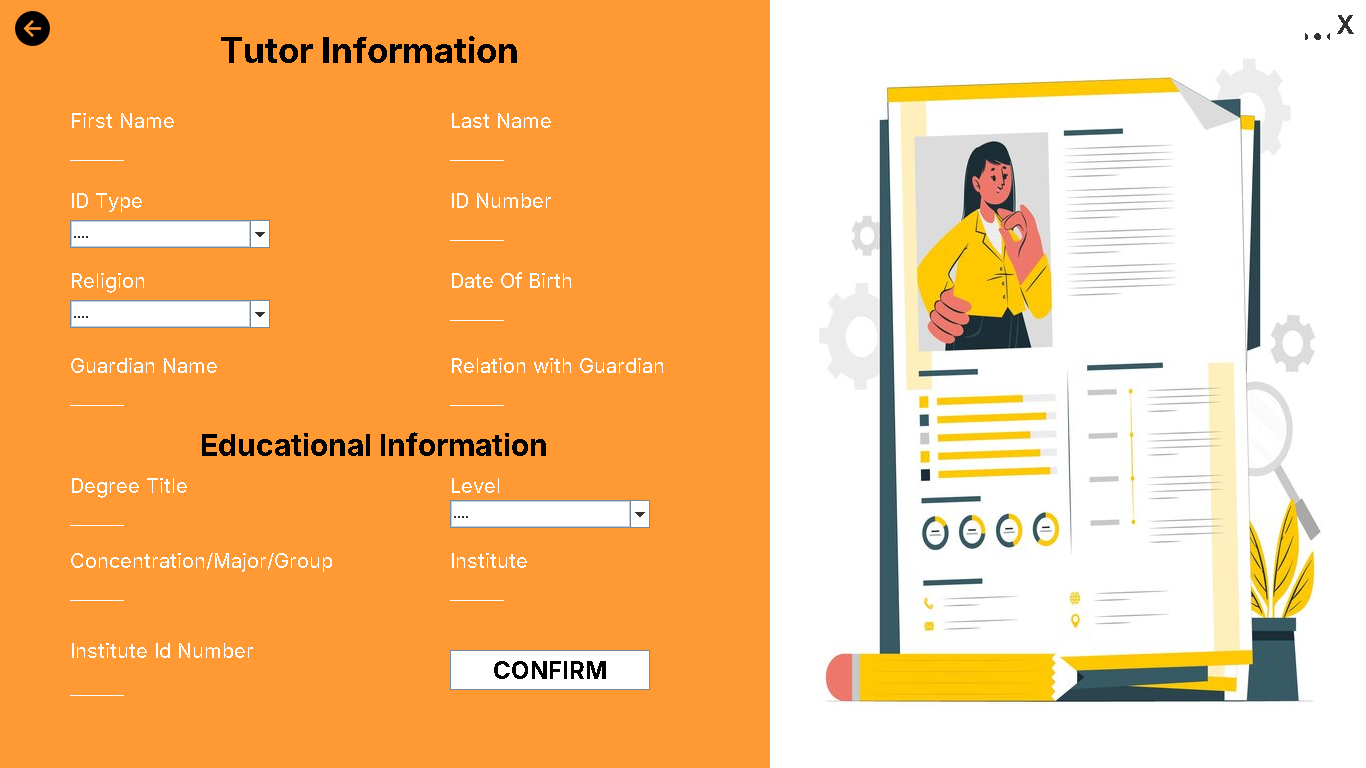 Tutor Information
X
First Name
Last Name
ID Type
ID Number
....
Religion
Date Of Birth
....
Guardian Name
Relation with Guardian
Educational Information
Degree Title
Level
....
Concentration/Major/Group
Institute
Institute Id Number
CONFIRM